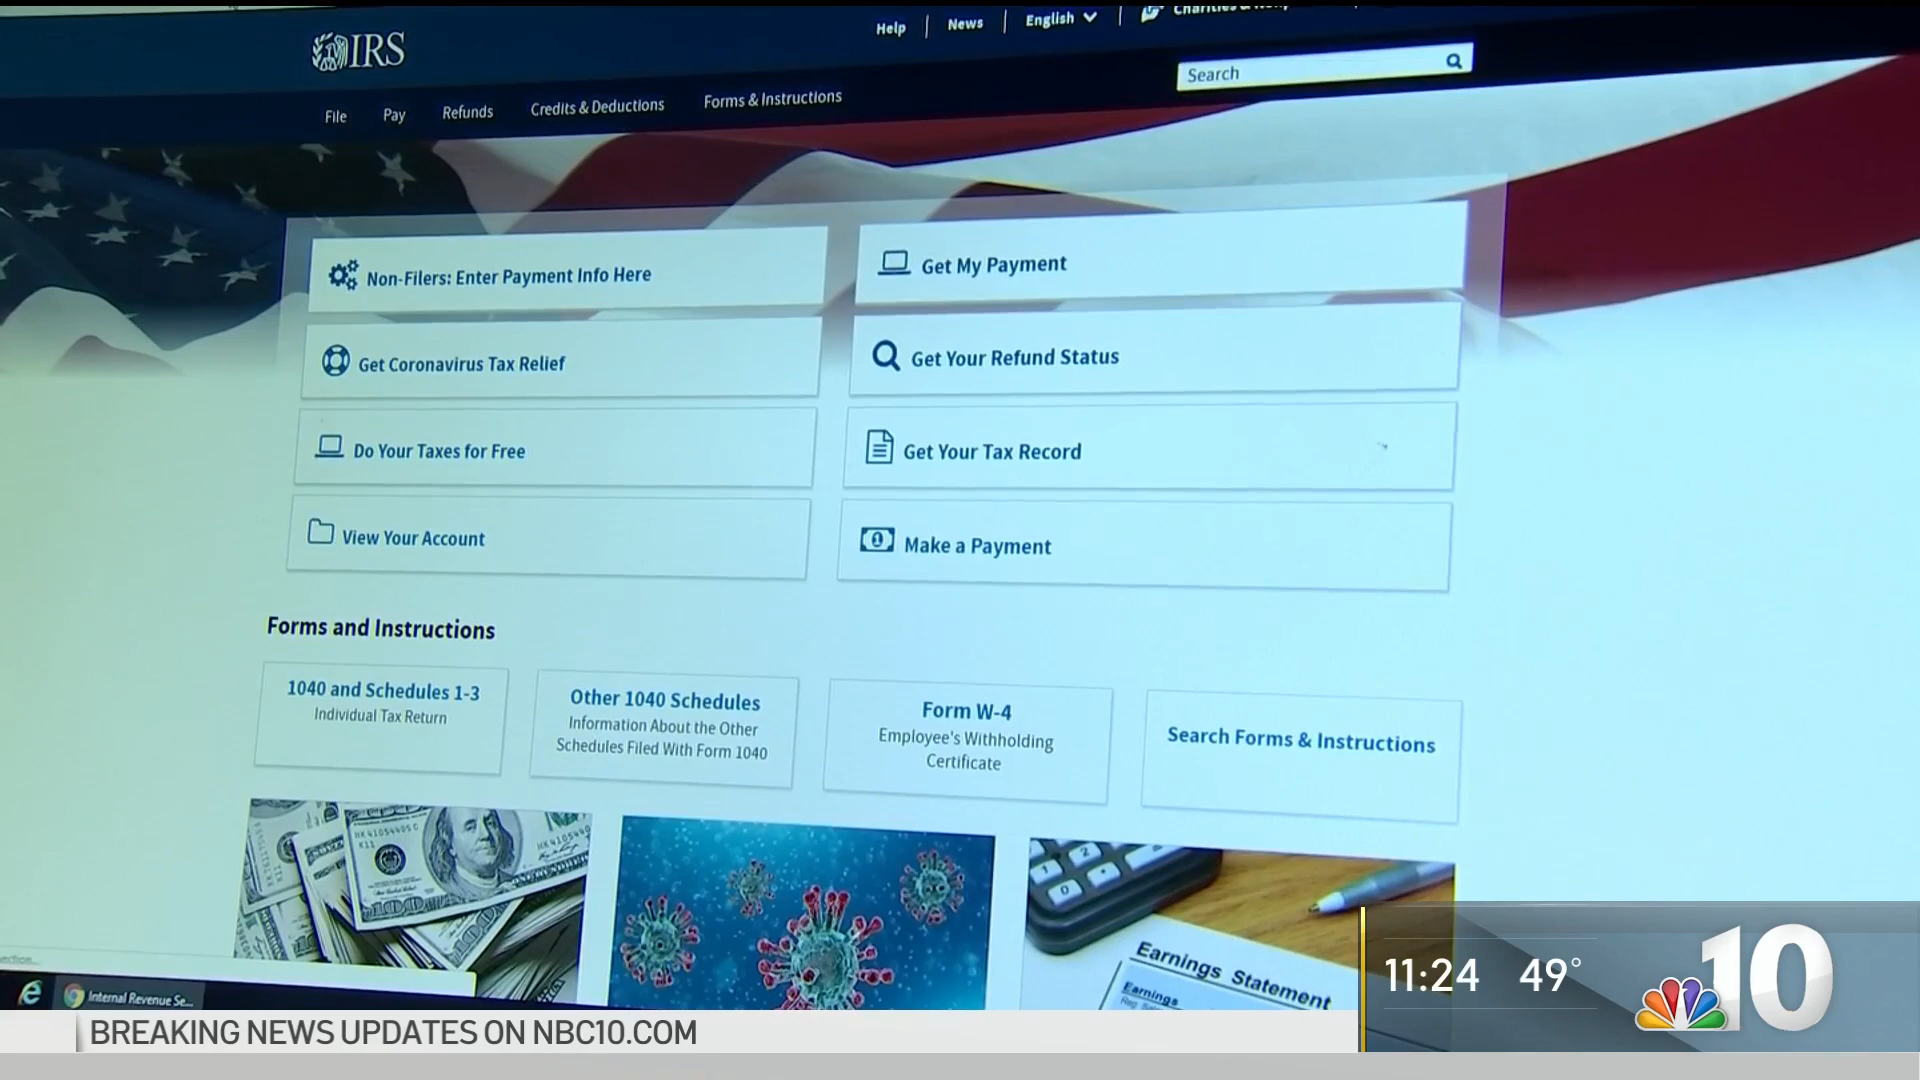 Help
News
English
IRS
Search
File
Pay
Refunds
Credits & Deductions
Forms & Instructions
Non-Filers: Enter Payment Info Here
Get My Payment
Get Coronavirus Tax Relief
Get Your Refund Status
Do Your Taxes for Free
Get Your Tax Record
View Your Account
Make a Payment
Forms and Instructions
1040 and Schedules 1-3
Individual Tax Return
Other 1040 Schedules
Information About the Other
Schedules Filed With Form 1040
Form W-4
Employee's Withholding
Certificate
Search Forms & Instructions
Earnings Statement
Earnings
Internal Revenue Se...
11:24 49°
10
BREAKING NEWS UPDATES ON NBC10.COM